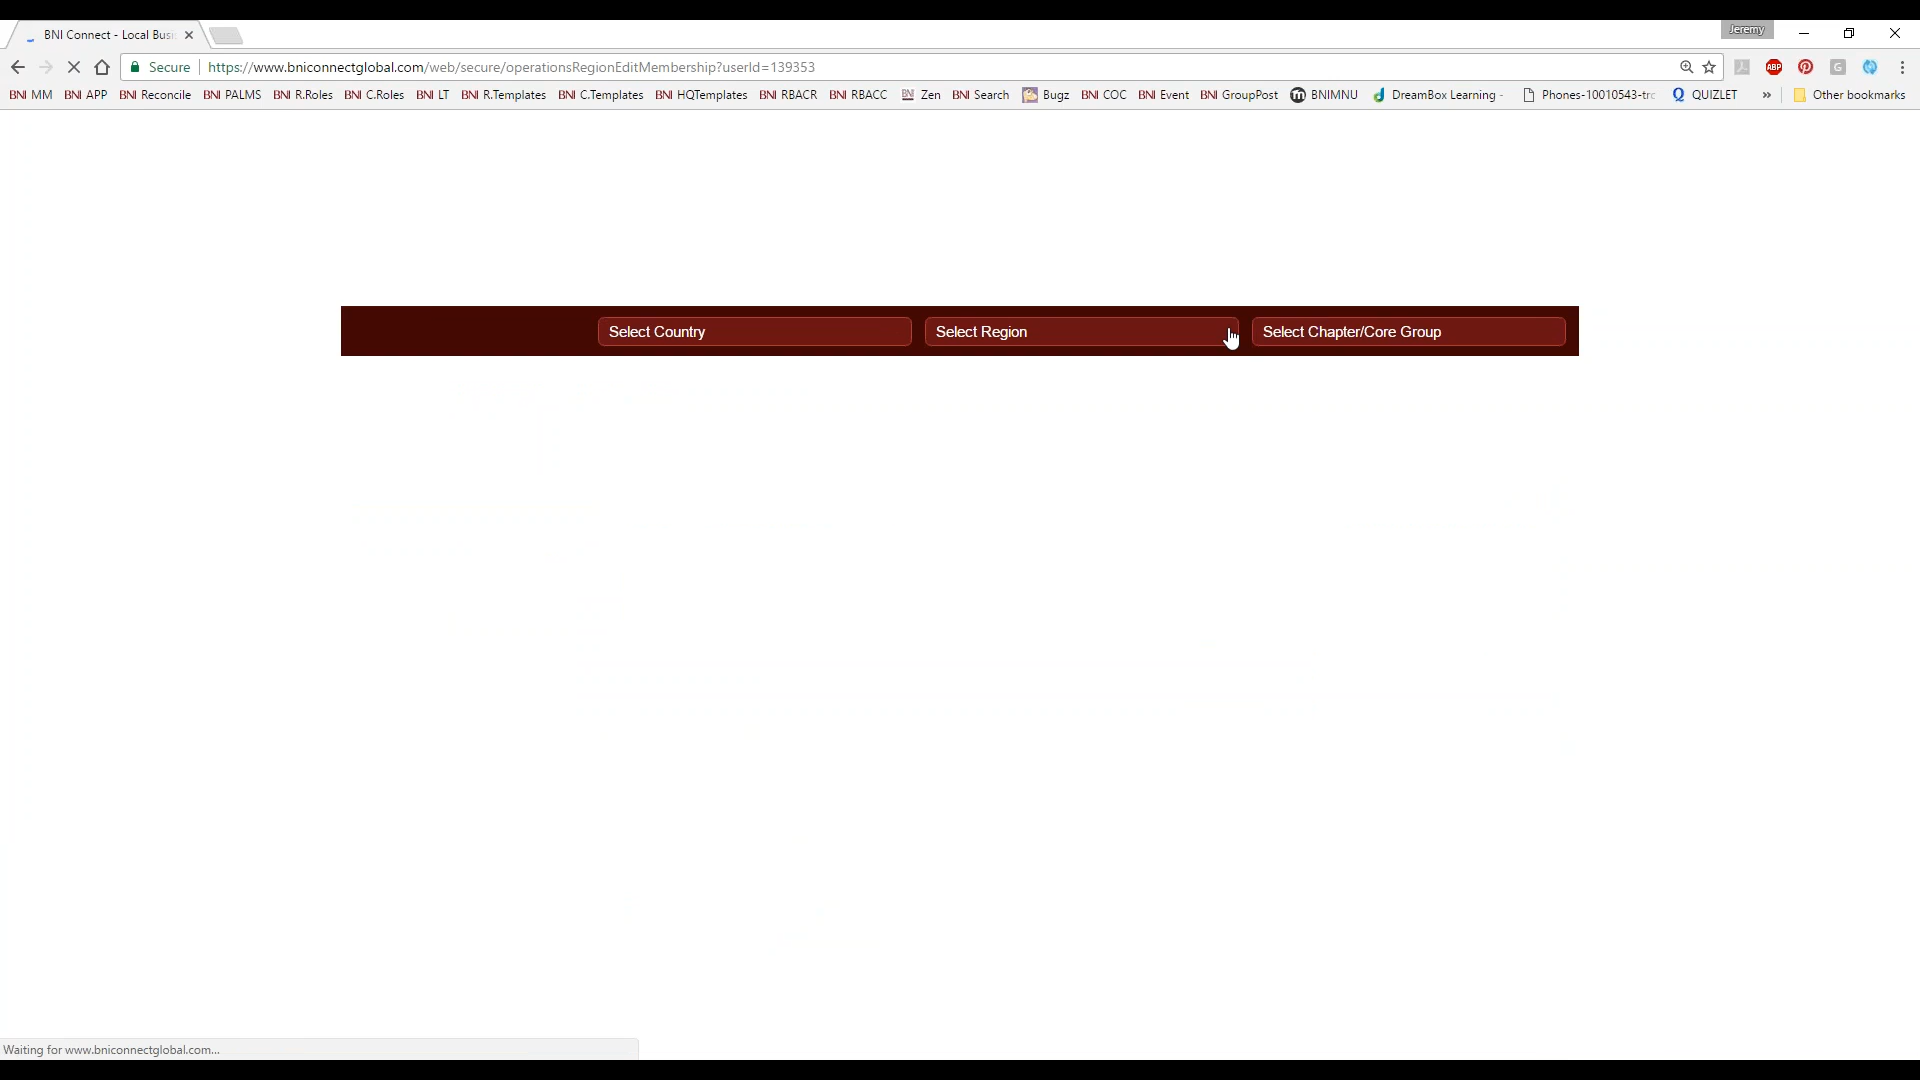 BNI Connect - Local Busi
Jeremy
Secure https://www.bniconnectglobal.com/web/secure/operationsRegionEditMembership?userId=139353
ABP
G
BNI MM BNI APP BNI Reconcile BNI PALMS BNI R.Roles BNI C.Roles BNI LT BNI R.Templates BNI C.Templates BNI HQTemplates BNI RBACR BNI RBACC BNI Zen BNI Search Bugz BNI COC BNI Event BNI GroupPost m BNIMNU DreamBox Learning - Phones-10010543-trc Q QUIZLET » Other bookmarks
Select Country Select Region Select Chapter/Core Group
Waiting for www.bniconnectglobal.com...